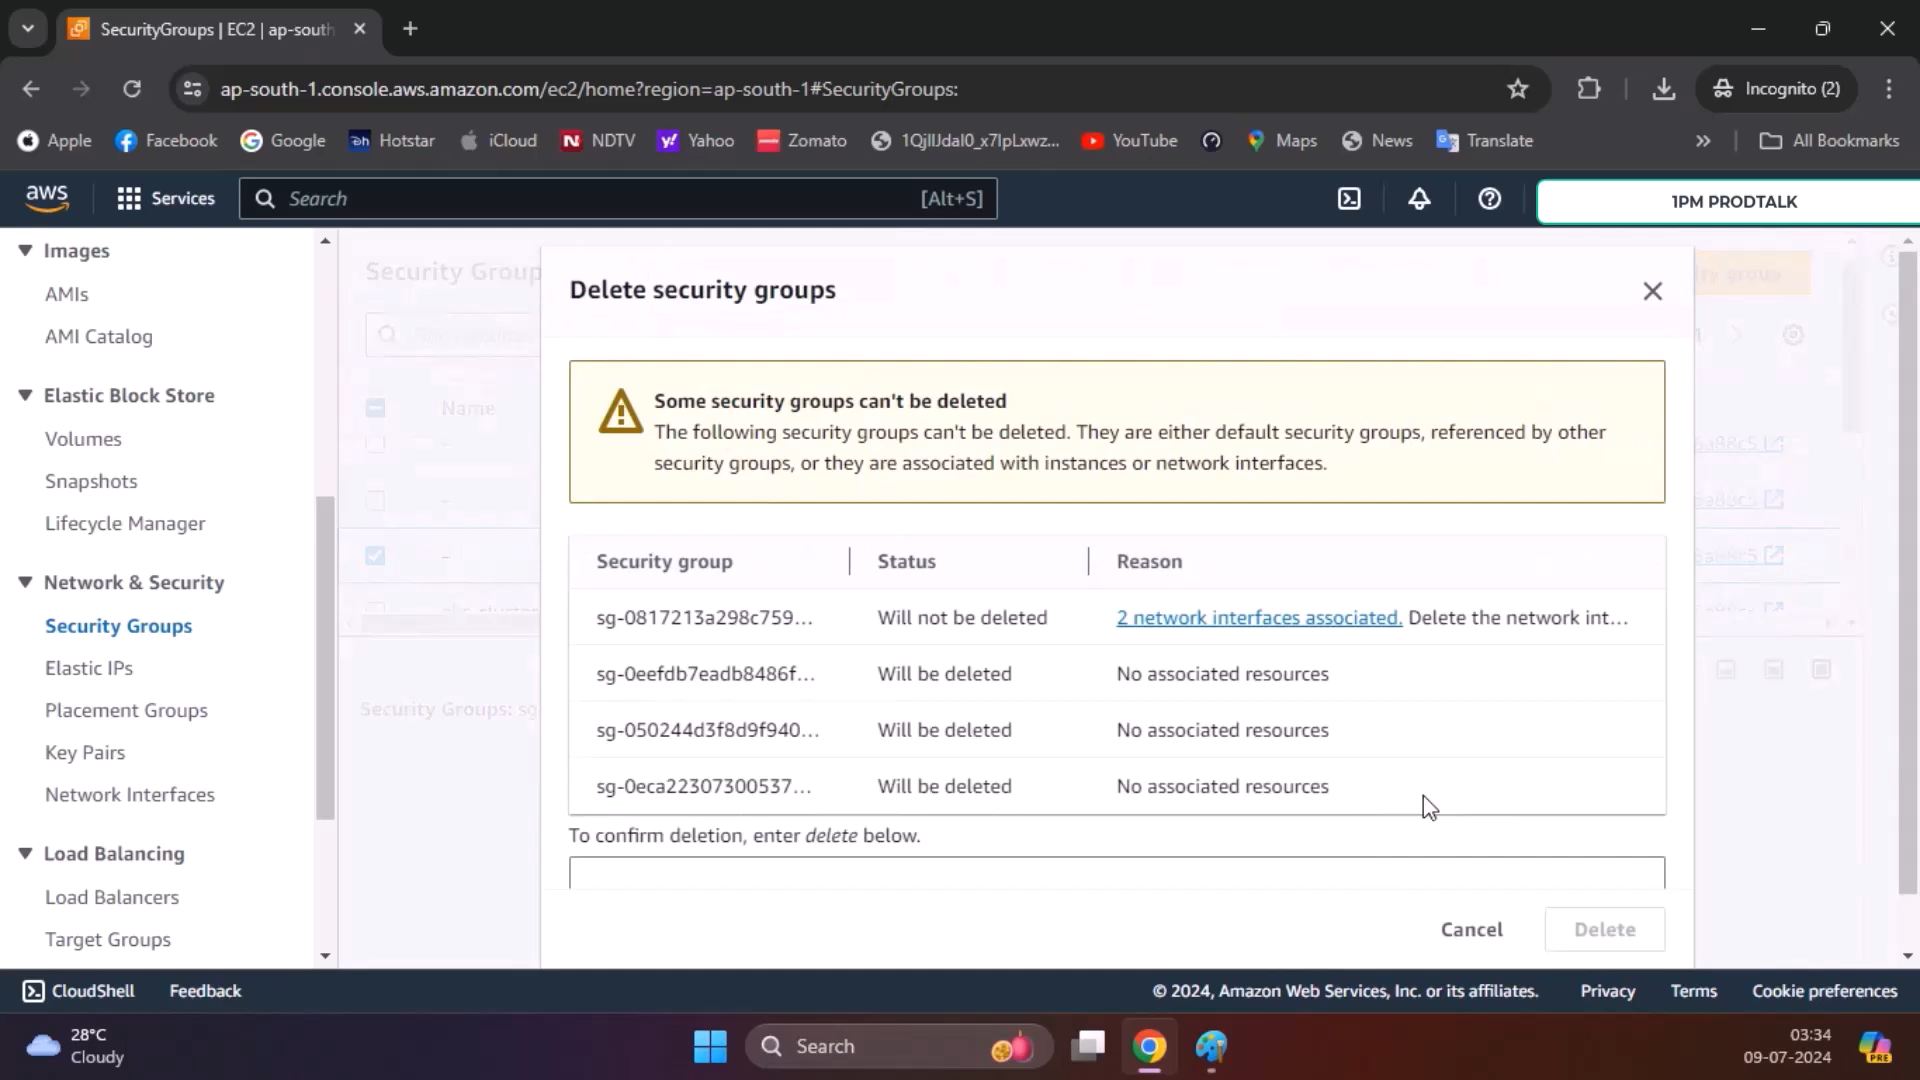 SecurityGroups | EC2 | ap-south
ap-south-1.console.aws.amazon.com/ec2/home?region=ap-south-1#SecurityGroups:
Incognito (2)
Apple
Facebook
Google
Hotstar
iCloud
NDTV
Yahoo
Zomato
YouTube
Maps
News
Translate
All Bookmarks
aws
Services
Search
[Alt+S]
1PM PRODTALK
Images
AMIs
AMI Catalog
Elastic Block Store
Volumes
Snapshots
Lifecycle Manager
Network & Security
Security Groups
Elastic IPs
Placement Groups
Key Pairs
Network Interfaces
Load Balancing
Load Balancers
Target Groups
Security Group
Name
Security Groups: sg
Delete security groups
Some security groups can't be deleted
The following security groups can't be deleted. They are either default security groups, referenced by other
security groups, or they are associated with instances or network interfaces.
Security group Status Reason
sg-0817213a298c759... Will not be deleted 2 network interfaces associated. Delete the network int...
sg-0eefdb7eadb8486f... Will be deleted No associated resources
sg-050244d3f8d9f940... Will be deleted No associated resources
sg-0eca22307300537... Will be deleted No associated resources
To confirm deletion, enter delete below.
Cancel
Delete
CloudShell
Feedback
© 2024, Amazon Web Services, Inc. or its affiliates.
Privacy
Terms
Cookie preferences
28°C
Cloudy
Search
03:34
09-07-2024
PRE